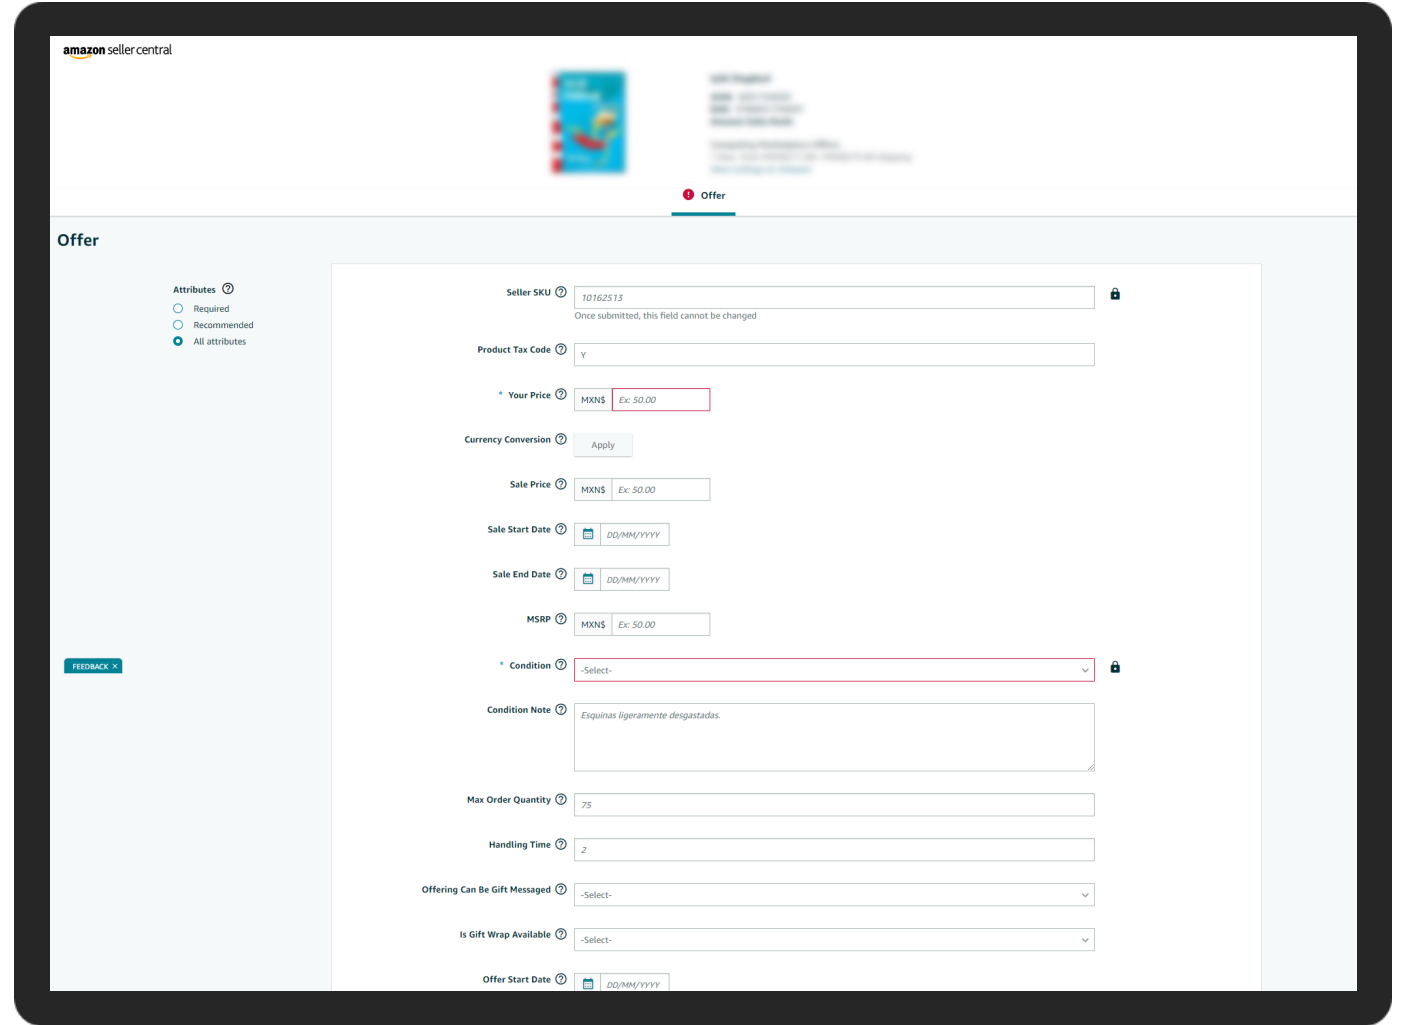 amazon seller central
Offer
Offer
Attributes
Required
Recommended
All attributes
Seller SKU
10162513
Once submitted, this field cannot be changed
Product Tax Code
Y
* Your Price
MXN$ Ex: 50.00
Currency Conversion
Apply
Sale Price
MXN$ Ex: 50.00
Sale Start Date
DD/MM/YYYY
Sale End Date
DD/MM/YYYY
MSRP
MXN$ Ex: 50.00
FEEDBACK ×
* Condition
-Select-
Condition Note
Esquinas ligeramente desgastadas.
Max Order Quantity
75
Handling Time
2
Offering Can Be Gift Messaged
-Select-
Is Gift Wrap Available
-Select-
Offer Start Date
DD/MM/YYYY